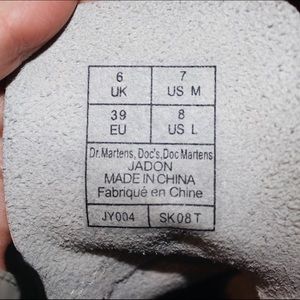 6 7
UK US M
39 8
EU US L
Dr.Martens, Doc's, Doc Martens
JADON
MADE IN CHINA
Fabriqué en Chine
JY004 SK08T